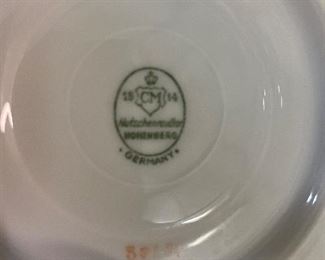 18 CM 14
Hutschenreuther
HOHENBERG
• GERMANY •